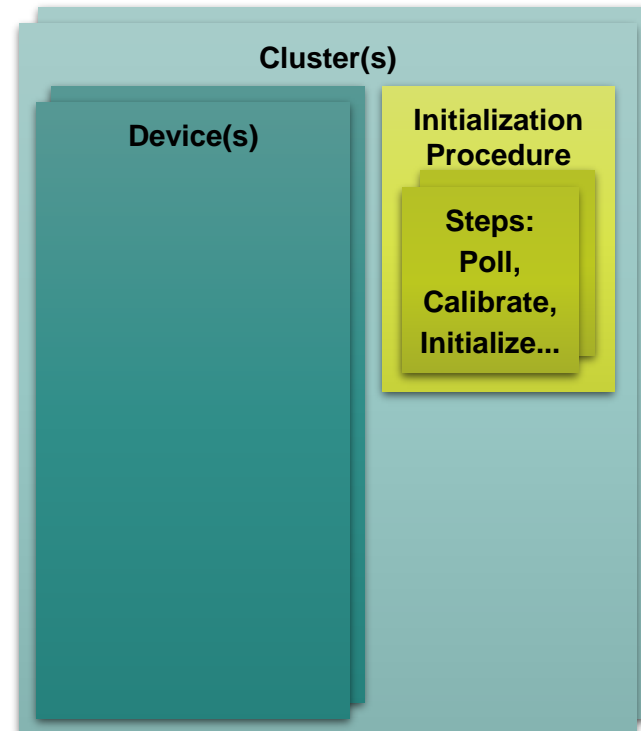 Cluster(s)
Device(s)
Initialization
Procedure
Steps:
Poll,
Calibrate,
Initialize...